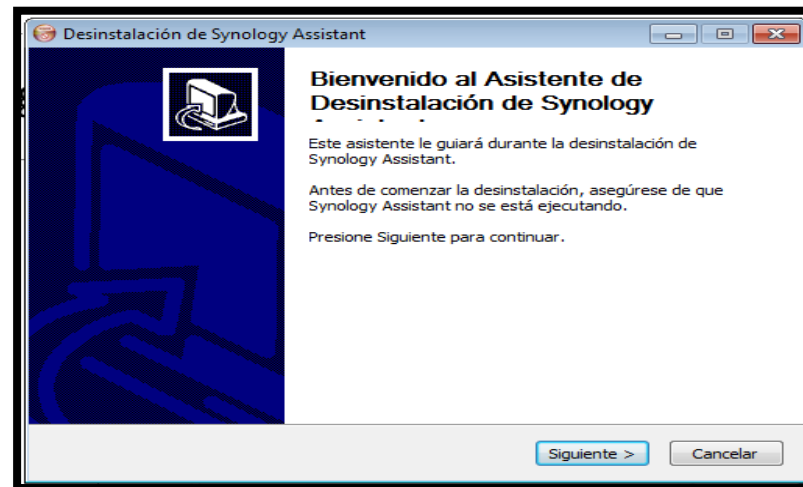 Desinstalación de Synology Assistant
Bienvenido al Asistente de
Desinstalación de Synology
Este asistente le guiará durante la desinstalación de
Synology Assistant.
Antes de comenzar la desinstalación, asegúrese de que
Synology Assistant no se está ejecutando.
Presione Siguiente para continuar.
Siguiente >
Cancelar